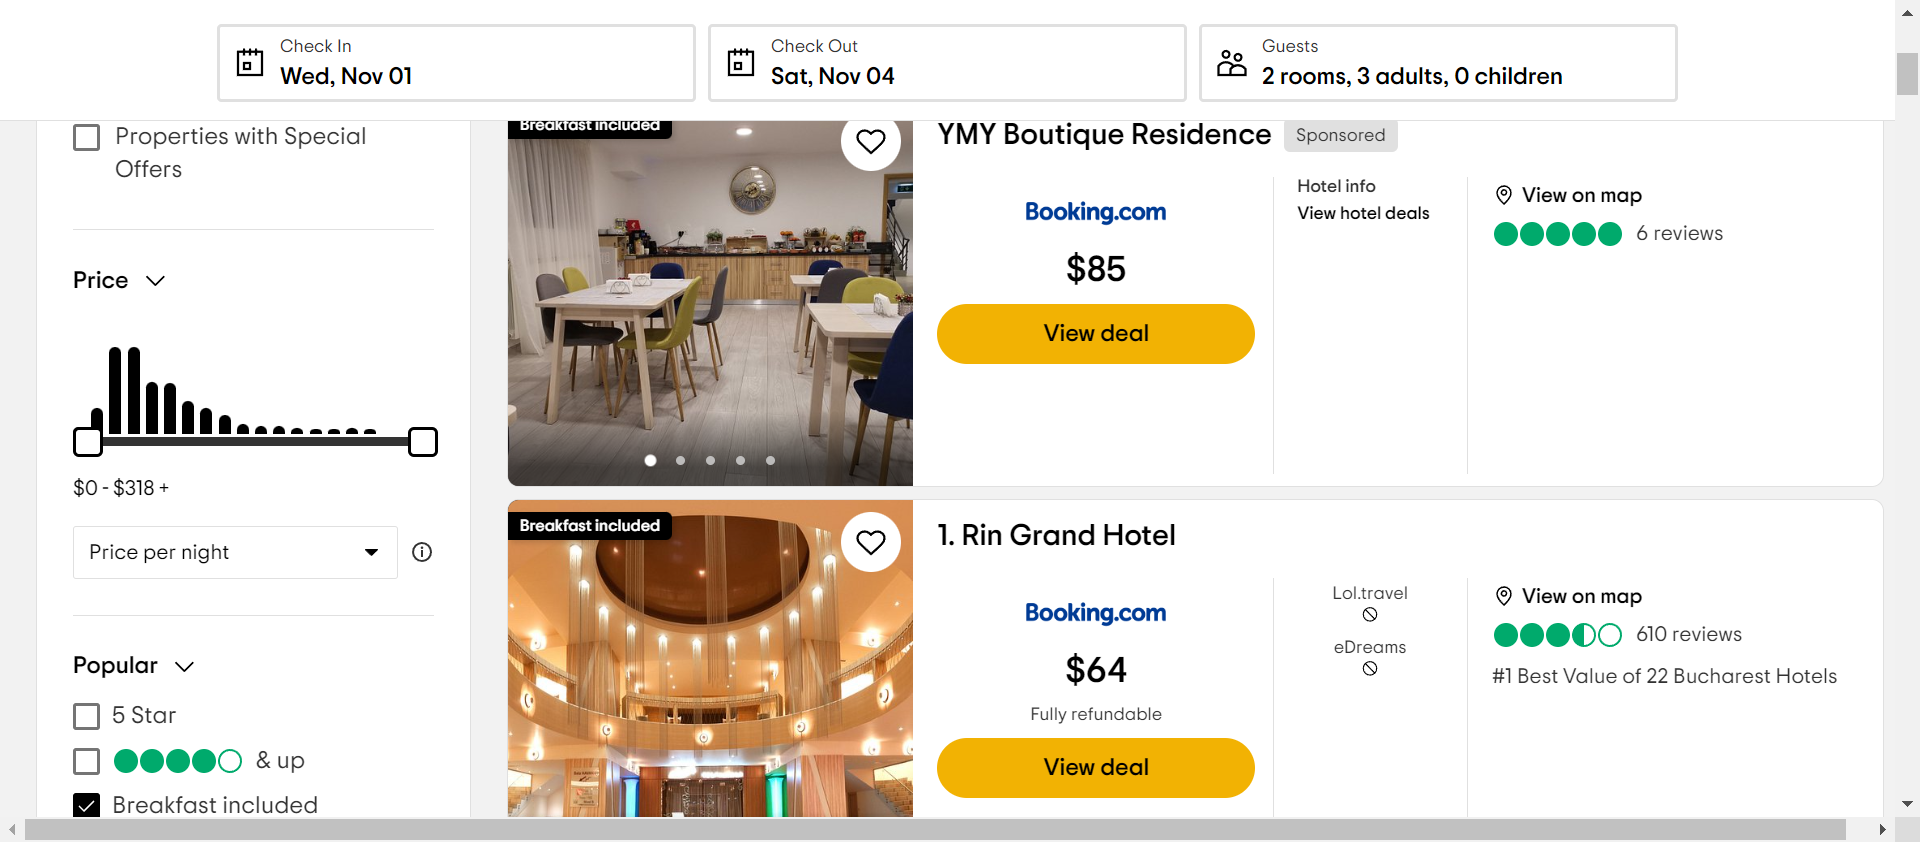 Check In
Wed, Nov 01
Check Out
Sat, Nov 04
Guests
2 rooms, 3 adults, 0 children
Properties with Special
Offers
Price
$0 - $318 +
Price per night
Popular
5 Star
& up
Breakfast included
Breakfast included
YMY Boutique Residence
Sponsored
Booking.com
$85
View deal
Hotel info
View hotel deals
View on map
6 reviews
Breakfast included
1. Rin Grand Hotel
Booking.com
$64
Fully refundable
View deal
Lol.travel
eDreams
View on map
610 reviews
#1 Best Value of 22 Bucharest Hotels